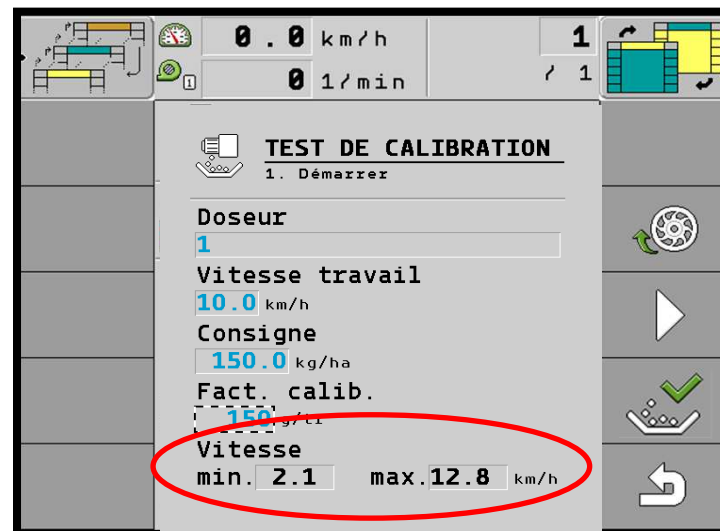 0.0 km/h
1
1
0 1/min
/ 1
TEST DE CALIBRATION
1. Démarrer
Doseur
1
Vitesse travail
10.0 km/h
Consigne
150.0 kg/ha
Fact. calib.
150
Vitesse
min. 2.1 max. 12.8 km/h